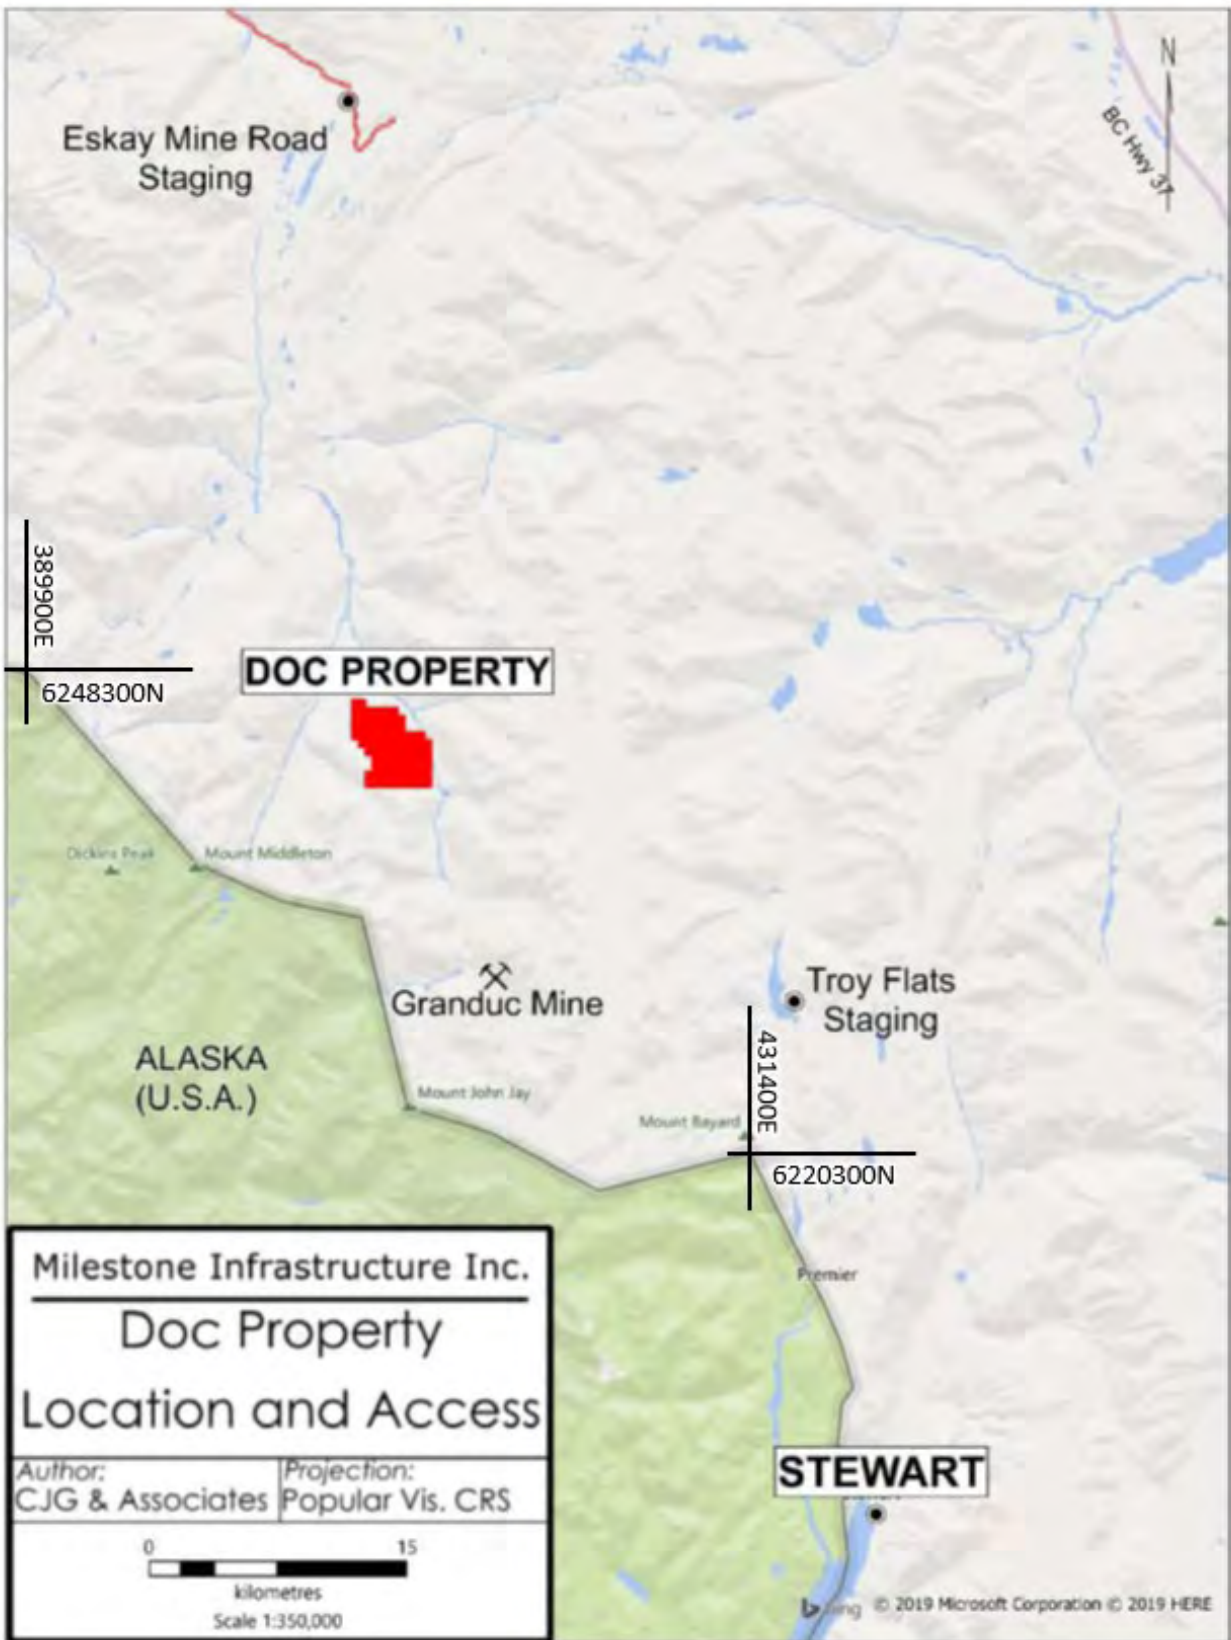 N
Eskay Mine Road
Staging
BC Hwy 37
389900E
6248300N
DOC PROPERTY
Dickins Peak
Mount Middleton
Granduc Mine
Troy Flats
Staging
ALASKA
(U.S.A.)
Mount John Jay
431400E
Mount Bayard
6220300N
Premier
Milestone Infrastructure Inc.
Doc Property
Location and Access
Author:
CJG & Associates
Projection:
Popular Vis. CRS
0 15
kilometres
Scale 1:350,000
STEWART
© 2019 Microsoft Corporation © 2019 HERE